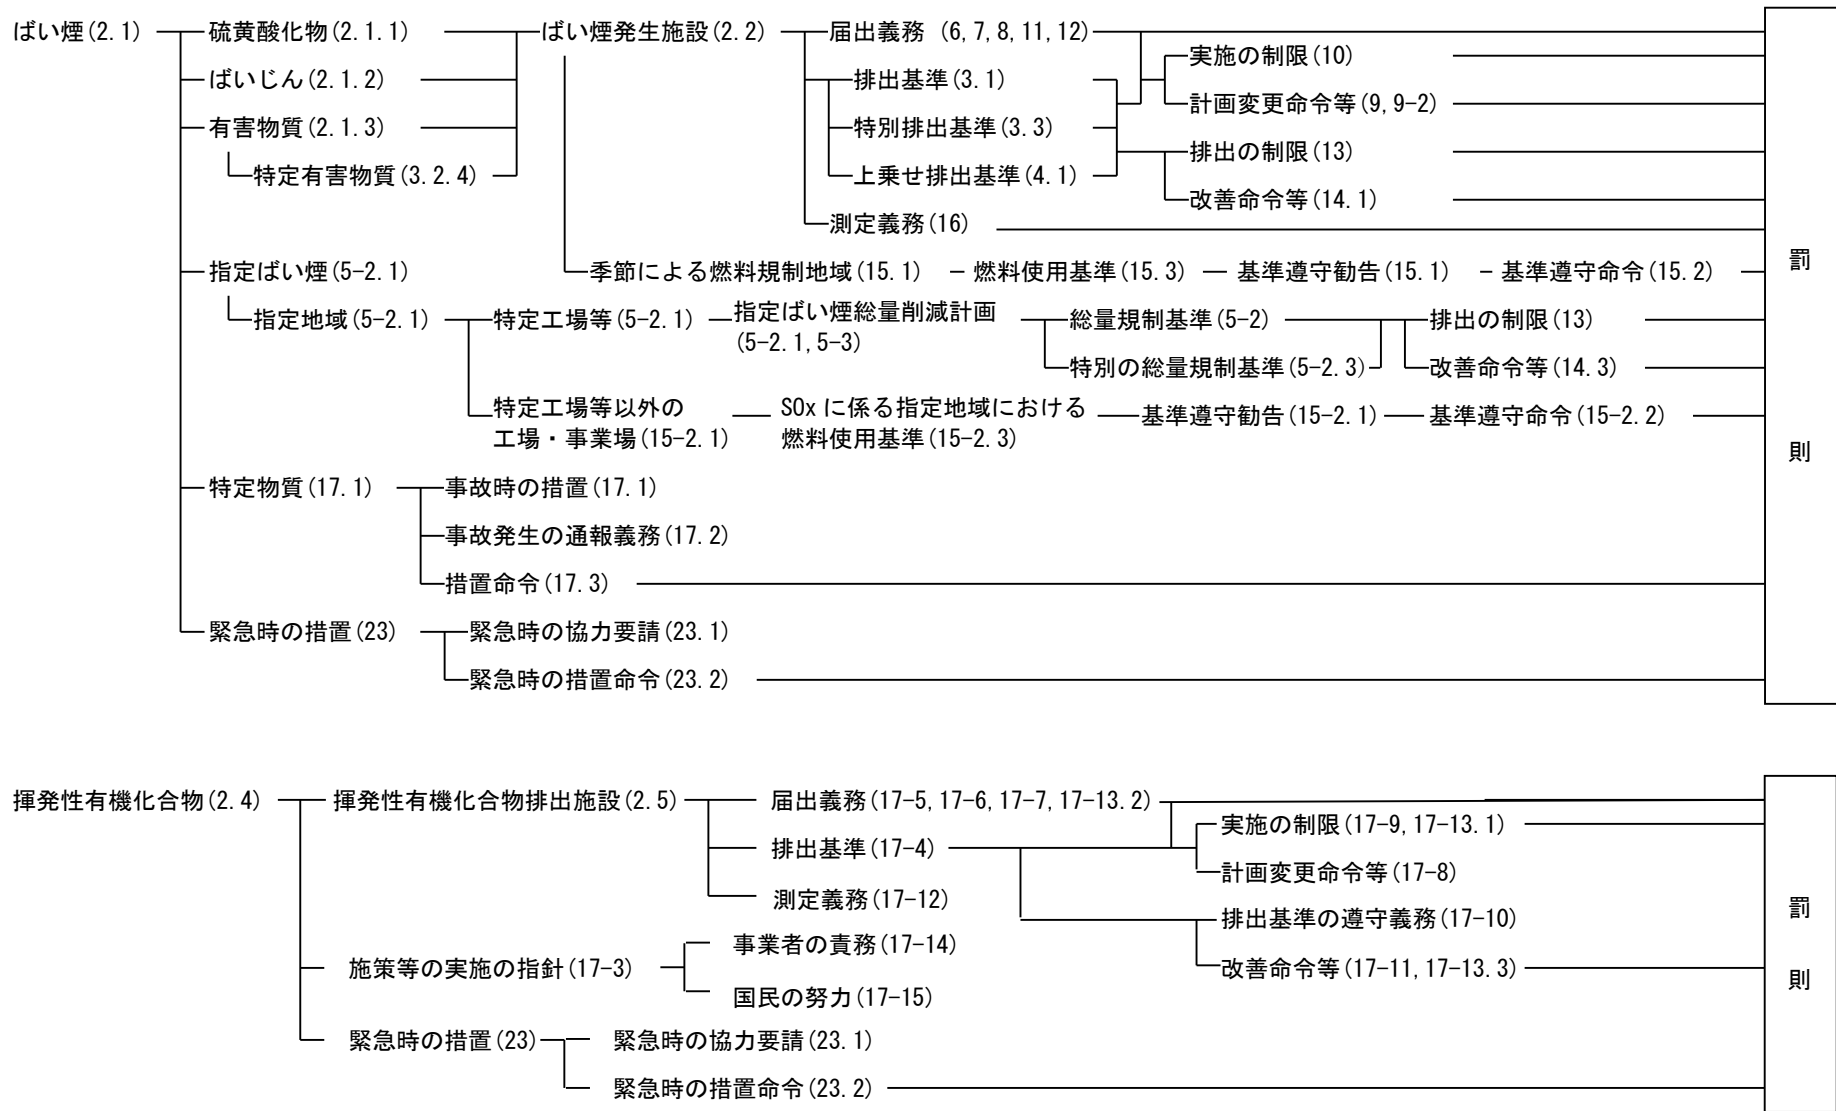 ばい煙(2.1) 硫黄酸化物(2.1.1) ばい煙発生施設(2.2) 届出義務 (6,7,8,11,12)
実施の制限(10)
ばいじん(2.1.2) 排出基準(3.1)
計画変更命令等(9,9-2)
有害物質(2.1.3) 特別排出基準(3.3)
排出の制限(13)
特定有害物質(3.2.4) 上乗せ排出基準(4.1)
改善命令等(14.1)
測定義務(16)
指定ばい煙(5-2.1) 季節による燃料規制地域(15.1) 燃料使用基準(15.3) 基準遵守勧告(15.1) 基準遵守命令(15.2)
指定地域(5-2.1) 特定工場等(5-2.1) 指定ばい煙総量削減計画 総量規制基準(5-2) 排出の制限(13)
(5-2.1,5-3)
特別の総量規制基準(5-2.3) 改善命令等(14.3)
特定工場等以外の SOxに係る指定地域における 基準遵守勧告(15-2.1) 基準遵守命令(15-2.2)
工場・事業場(15-2.1) 燃料使用基準(15-2.3)
特定物質(17.1) 事故時の措置(17.1)
事故発生の通報義務(17.2)
措置命令(17.3)
緊急時の措置(23) 緊急時の協力要請(23.1)
緊急時の措置命令(23.2)
罰
則
揮発性有機化合物(2.4) 揮発性有機化合物排出施設(2.5) 届出義務(17-5,17-6,17-7,17-13.2)
実施の制限(17-9,17-13.1)
排出基準(17-4)
計画変更命令等(17-8)
測定義務(17-12)
排出基準の遵守義務(17-10)
事業者の責務(17-14)
施策等の実施の指針(17-3) 改善命令等(17-11,17-13.3)
国民の努力(17-15)
緊急時の措置(23) 緊急時の協力要請(23.1)
緊急時の措置命令(23.2)
罰
則